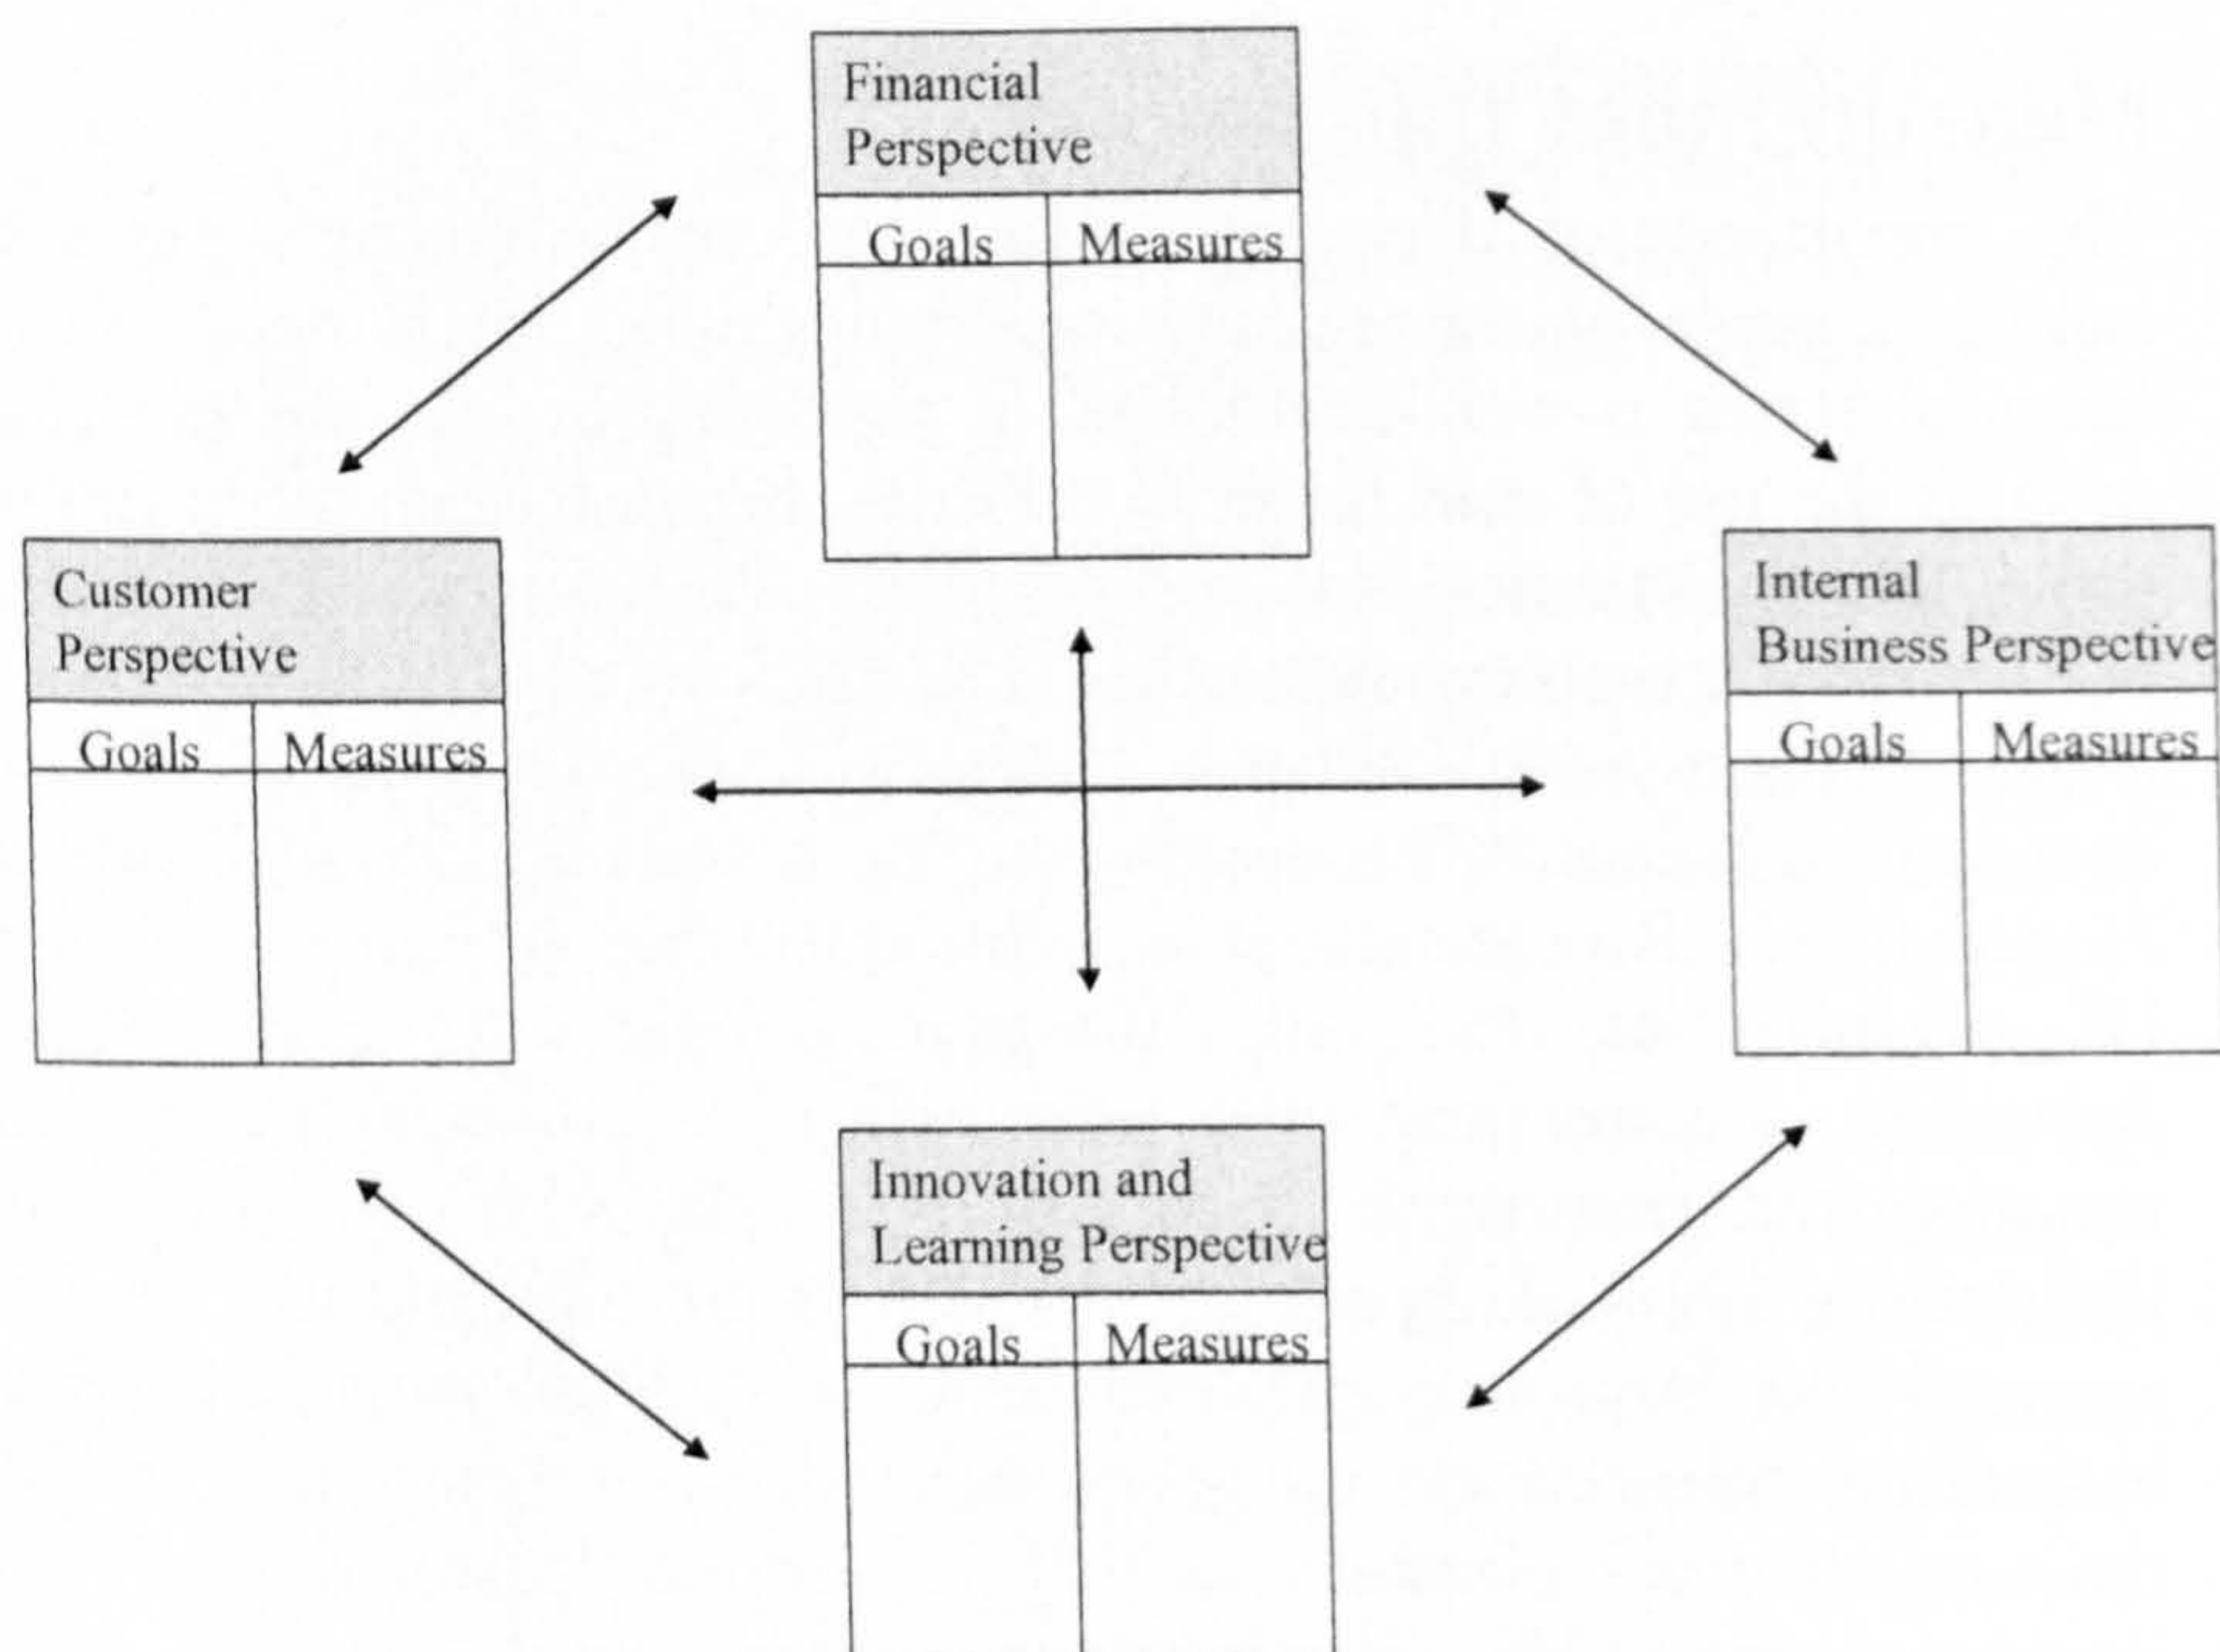 Financial
Perspective
Goals Measures
Customer
Perspective
Goals Measures
Internal
Business Perspective
Goals Measures
Innovation and
Learning Perspective
Goals Measures